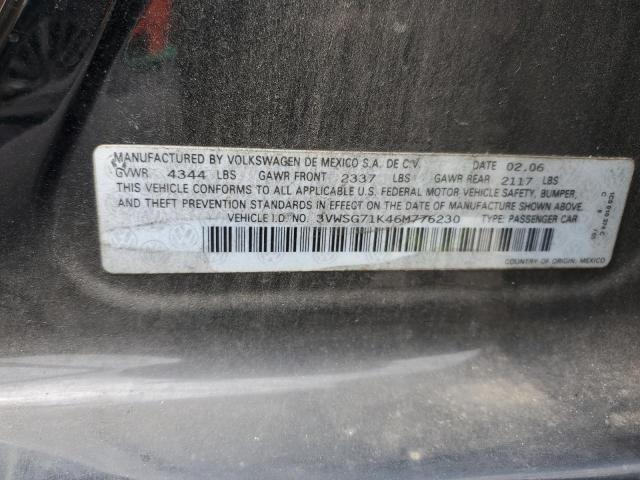 MANUFACTURED BY VOLKSWAGEN DE MEXICO S.A. DE C.V. DATE 02.06
GVWR 4344 LBS GAWR FRONT 2337 LBS GAWR REAR 2117 LBS
THIS VEHICLE CONFORMS TO ALL APPLICABLE U.S. FEDERAL MOTOR VEHICLE SAFETY, BUMPER,
AND THEFT PREVENTION STANDARDS IN EFFECT ON THE DATE OF MANUFACTURE SHOWN ABOVE.
VEHICLE I.D. NO. 3VWSG71K46M776230 TYPE: PASSENGER CAR
COUNTRY OF ORIGIN: MEXICO